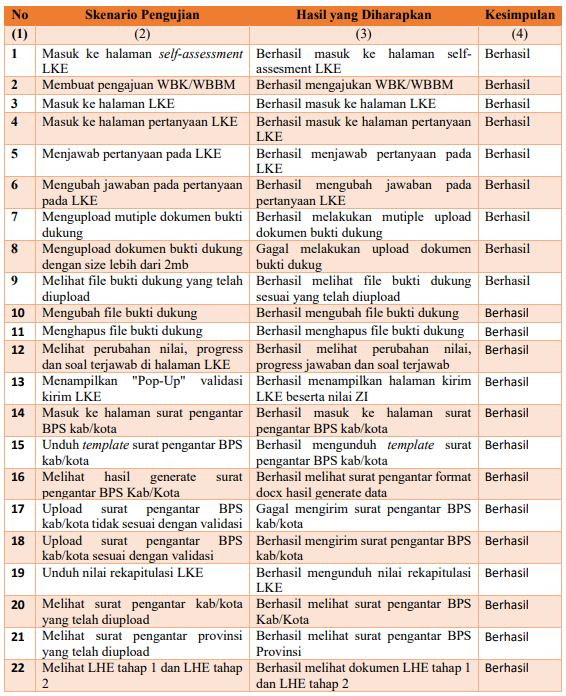 No Skenario Pengujian Hasil yang Diharapkan Kesimpulan
(1) (2) (3) (4)
1 Masuk ke halaman self-assessment Berhasil masuk ke halaman self- Berhasil
LKE assesment LKE
2 Membuat pengajuan WBK/WBBM Berhasil mengajukan WBK/WBBM Berhasil
3 Masuk ke halaman LKE Berhasil masuk ke halaman LKE Berhasil
4 Masuk ke halaman pertanyaan LKE Berhasil masuk ke halaman pertanyaan Berhasil
LKE
5 Menjawab pertanyaan pada LKE Berhasil menjawab pertanyaan pada Berhasil
LKE
6 Mengubah jawaban pada pertanyaan Berhasil mengubah jawaban pada Berhasil
pada LKE pertanyaan LKE
7 Mengupload mutiple dokumen bukti Berhasil melakukan mutiple upload Berhasil
dukung dokumen bukti dukung
8 Mengupload dokumen bukti dukung Gagal melakukan upload dokumen Berhasil
dengan size lebih dari 2mb bukti dukug
9 Melihat file bukti dukung yang telah Berhasil melihat file bukti dukung Berhasil
diupload sesuai yang telah diupload
10 Mengubah file bukti dukung Berhasil mengubah file bukti dukung Berhasil
11 Menghapus file bukti dukung Berhasil menghapus file bukti dukung Berhasil
12 Melihat perubahan nilai, progress Berhasil melihat perubahan nilai, Berhasil
dan soal terjawab di halaman LKE progress jawaban dan soal terjawab
13 Menampilkan "Pop-Up" validasi Berhasil menampilkan halaman kirim Berhasil
kirim LKE LKE beserta nilai ZI
14 Masuk ke halaman surat pengantar Berhasil masuk ke halaman surat Berhasil
BPS kab/kota pengantar BPS kab/kota
15 Unduh template surat pengantar BPS Berhasil mengunduh template surat Berhasil
kab/kota pengantar BPS kab/kota
16 Melihat hasil generate surat Berhasil melihat surat pengantar format Berhasil
pengantar BPS Kab/Kota docx hasil generate data
17 Upload surat pengantar BPS Gagal mengirim surat pengantar BPS Berhasil
kab/kota tidak sesuai dengan validasi kab/kota
18 Upload surat pengantar BPS Berhasil mengirim surat pengantar BPS Berhasil
kab/kota sesuai dengan validasi kab/kota
19 Unduh nilai rekapitulasi LKE Berhasil mengunduh nilai rekapitulasi Berhasil
LKE
20 Melihat surat pengantar kab/kota Berhasil melihat surat pengantar BPS Berhasil
yang telah diupload Kab/Kota
21 Melihat surat pengantar provinsi Berhasil melihat surat pengantar BPS Berhasil
yang telah diupload Provinsi
22 Melihat LHE tahap 1 dan LHE tahap Berhasil melihat dokumen LHE tahap 1 Berhasil
2 dan LHE tahap 2